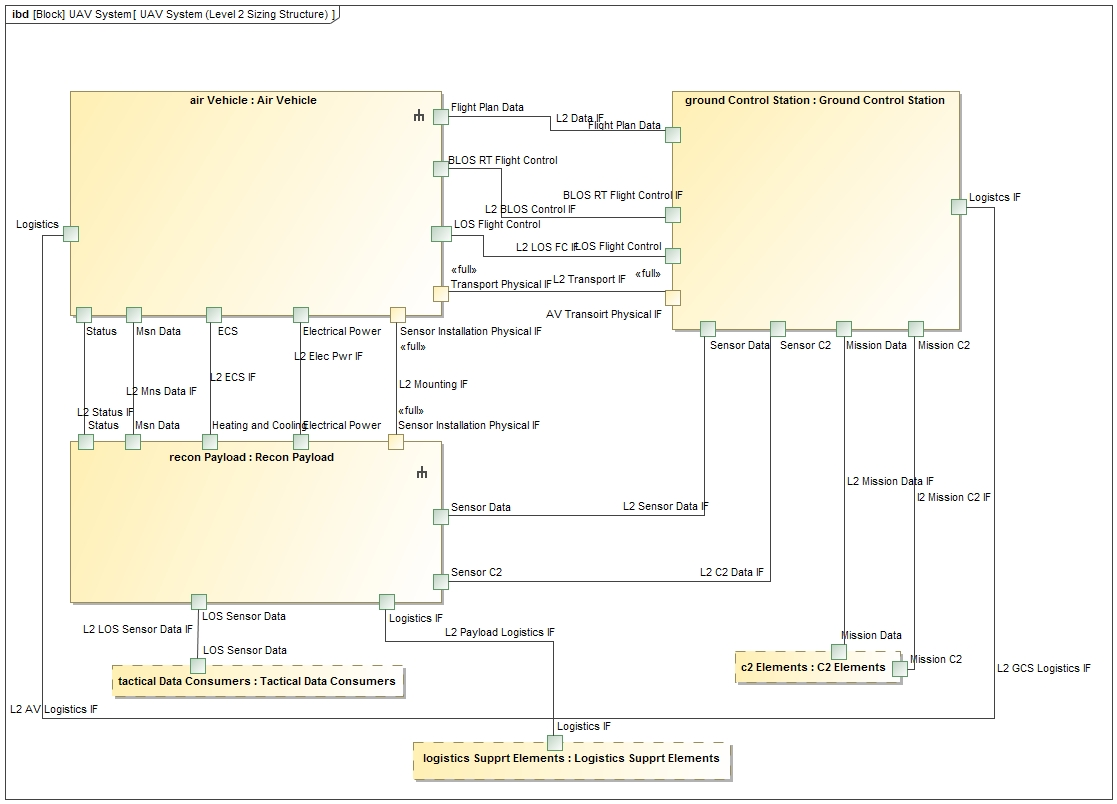 ibd [Block] UAV System[ UAV System (Level 2 Sizing Structure) ]
air Vehicle : Air Vehicle
ground Control Station : Ground Control Station
Flight Plan Data
L2 Data IF
Flight Plan Data
BLOS RT Flight Control
BLOS RT Flight Control IF
L2 BLOS Control IF
Logistcs IF
Logistics
LOS Flight Control
L2 LOS FC IF
LOS Flight Control
«full»
Transport Physical IF
L2 Transport IF
«full»
AV Transoirt Physical IF
Status
Msn Data
ECS
Electrical Power
Sensor Installation Physical IF
«full»
Sensor Data
Sensor C2
Mission Data
Mission C2
L2 Elec Pwr IF
L2 ECS IF
L2 Mns Data IF
L2 Mounting IF
L2 Status IF
«full»
Status
Msn Data
Heating and Cooling
Electrical Power
Sensor Installation Physical IF
recon Payload : Recon Payload
L2 Mission Data IF
l2 Mission C2 IF
Sensor Data
L2 Sensor Data IF
Sensor C2
L2 C2 Data IF
LOS Sensor Data
Logistics IF
L2 LOS Sensor Data IF
L2 Payload Logistics IF
LOS Sensor Data
Mission Data
Mission C2
tactical Data Consumers : Tactical Data Consumers
c2 Elements : C2 Elements
L2 GCS Logistics IF
L2 AV Logistics IF
Logistics IF
logistics Supprt Elements : Logistics Supprt Elements